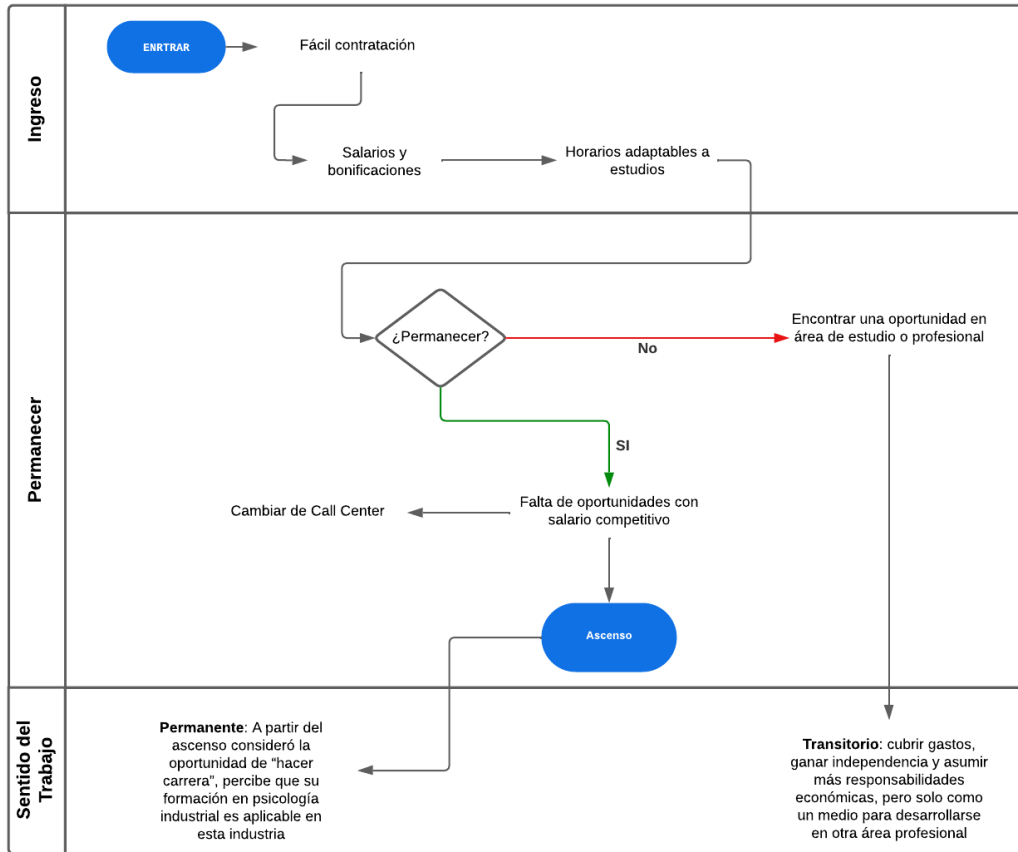 Ingreso
ENRTRAR
Fácil contratación
Salarios y
bonificaciones
Horarios adaptables a
estudios
Permanecer
¿Permanecer?
No
Encontrar una oportunidad en
área de estudio o profesional
SI
Cambiar de Call Center
Falta de oportunidades con
salario competitivo
Ascenso
Sentido del
Trabajo
Permanente: A partir del
ascenso consideró la
oportunidad de “hacer
carrera”, percibe que su
formación en psicología
industrial es aplicable en
esta industria
Transitorio: cubrir gastos,
ganar independencia y asumir
más responsabilidades
económicas, pero solo como
un medio para desarrollarse
en otra área profesional